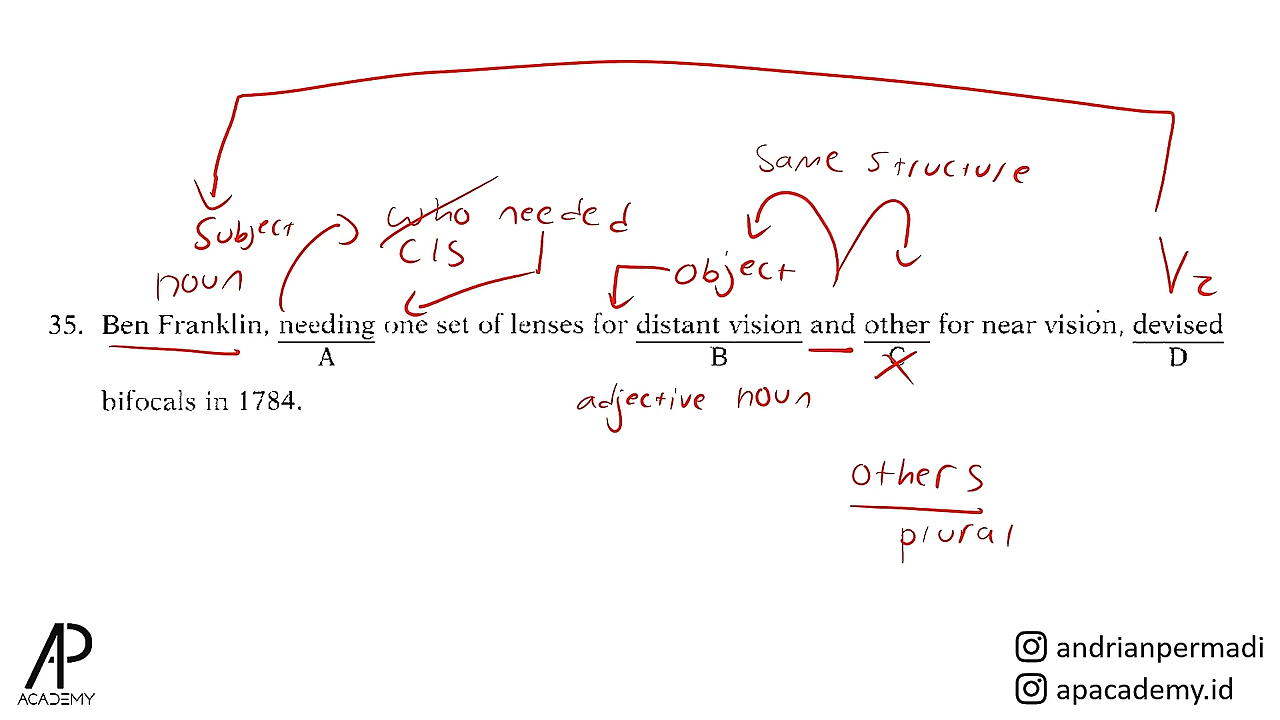 Same structure
Subject
who needed
C/S
noun
object
V2
35. Ben Franklin, needing one set of lenses for distant vision and other for near vision, devised
A B C D
bifocals in 1784.
adjective noun
others
plural
AP
ACADEMY
andrianpermadi
apacademy.id